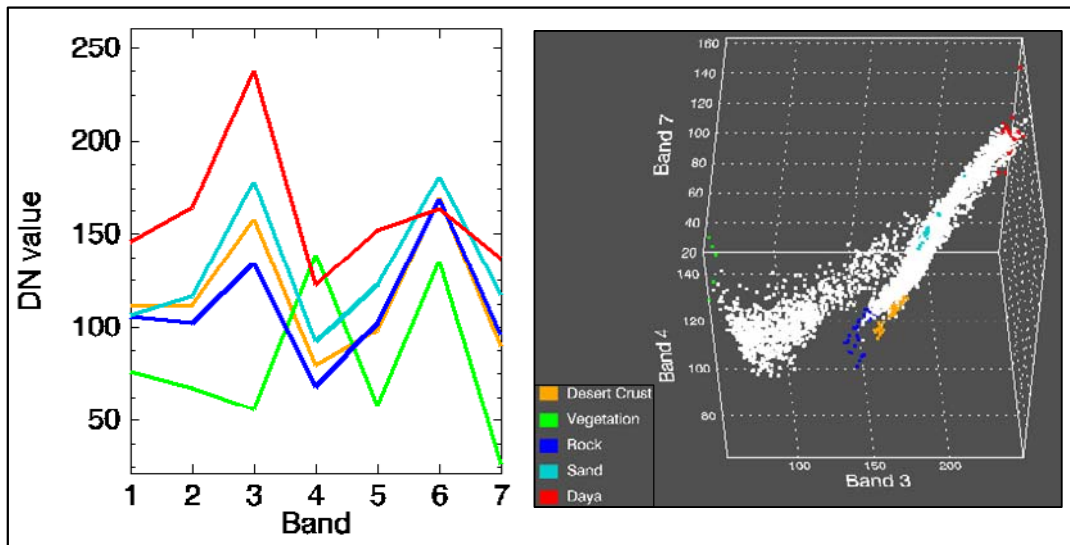 250
200
150
100
50
DN value
1 2 3 4 5 6 7
Band
160
140
120
100
80
60
40
20
Band 7
140
120
100
80
Band 4
100 150 200
Band 3
Desert Crust
Vegetation
Rock
Sand
Daya